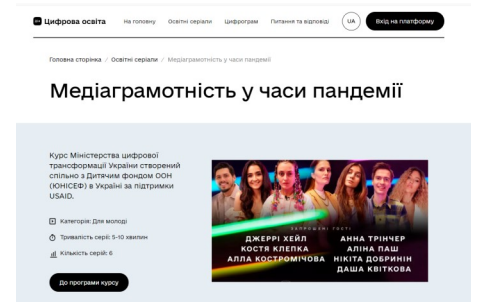 Цифрова освіта
На головну
Освітні серіали
Цифрограм
Питання та відповіді
UA
Вхід на платформу
Головна сторінка / Освітні серіали / Медіаграмотність у часи пандемії
Медіаграмотність у часи пандемії
Курс Міністерства цифрової
трансформації України створений
спільно з Дитячим фондом ООН
(ЮНІСЕФ) в Україні за підтримки
USAID.
Категорія: Для молоді
Тривалість серії: 5-10 хвилин
Кількість серій: 6
До програми курсу
ЗАПРОШЕНІ ГОСТІ
ДЖЕРРІ ХЕЙЛ
КОСТЯ КЛЕПКА
АЛЛА КОСТРОМІЧОВА
АННА ТРІНЧЕР
АЛІНА ПАШ
НІКІТА ДОБРИНІН
ДАША КВІТКОВА